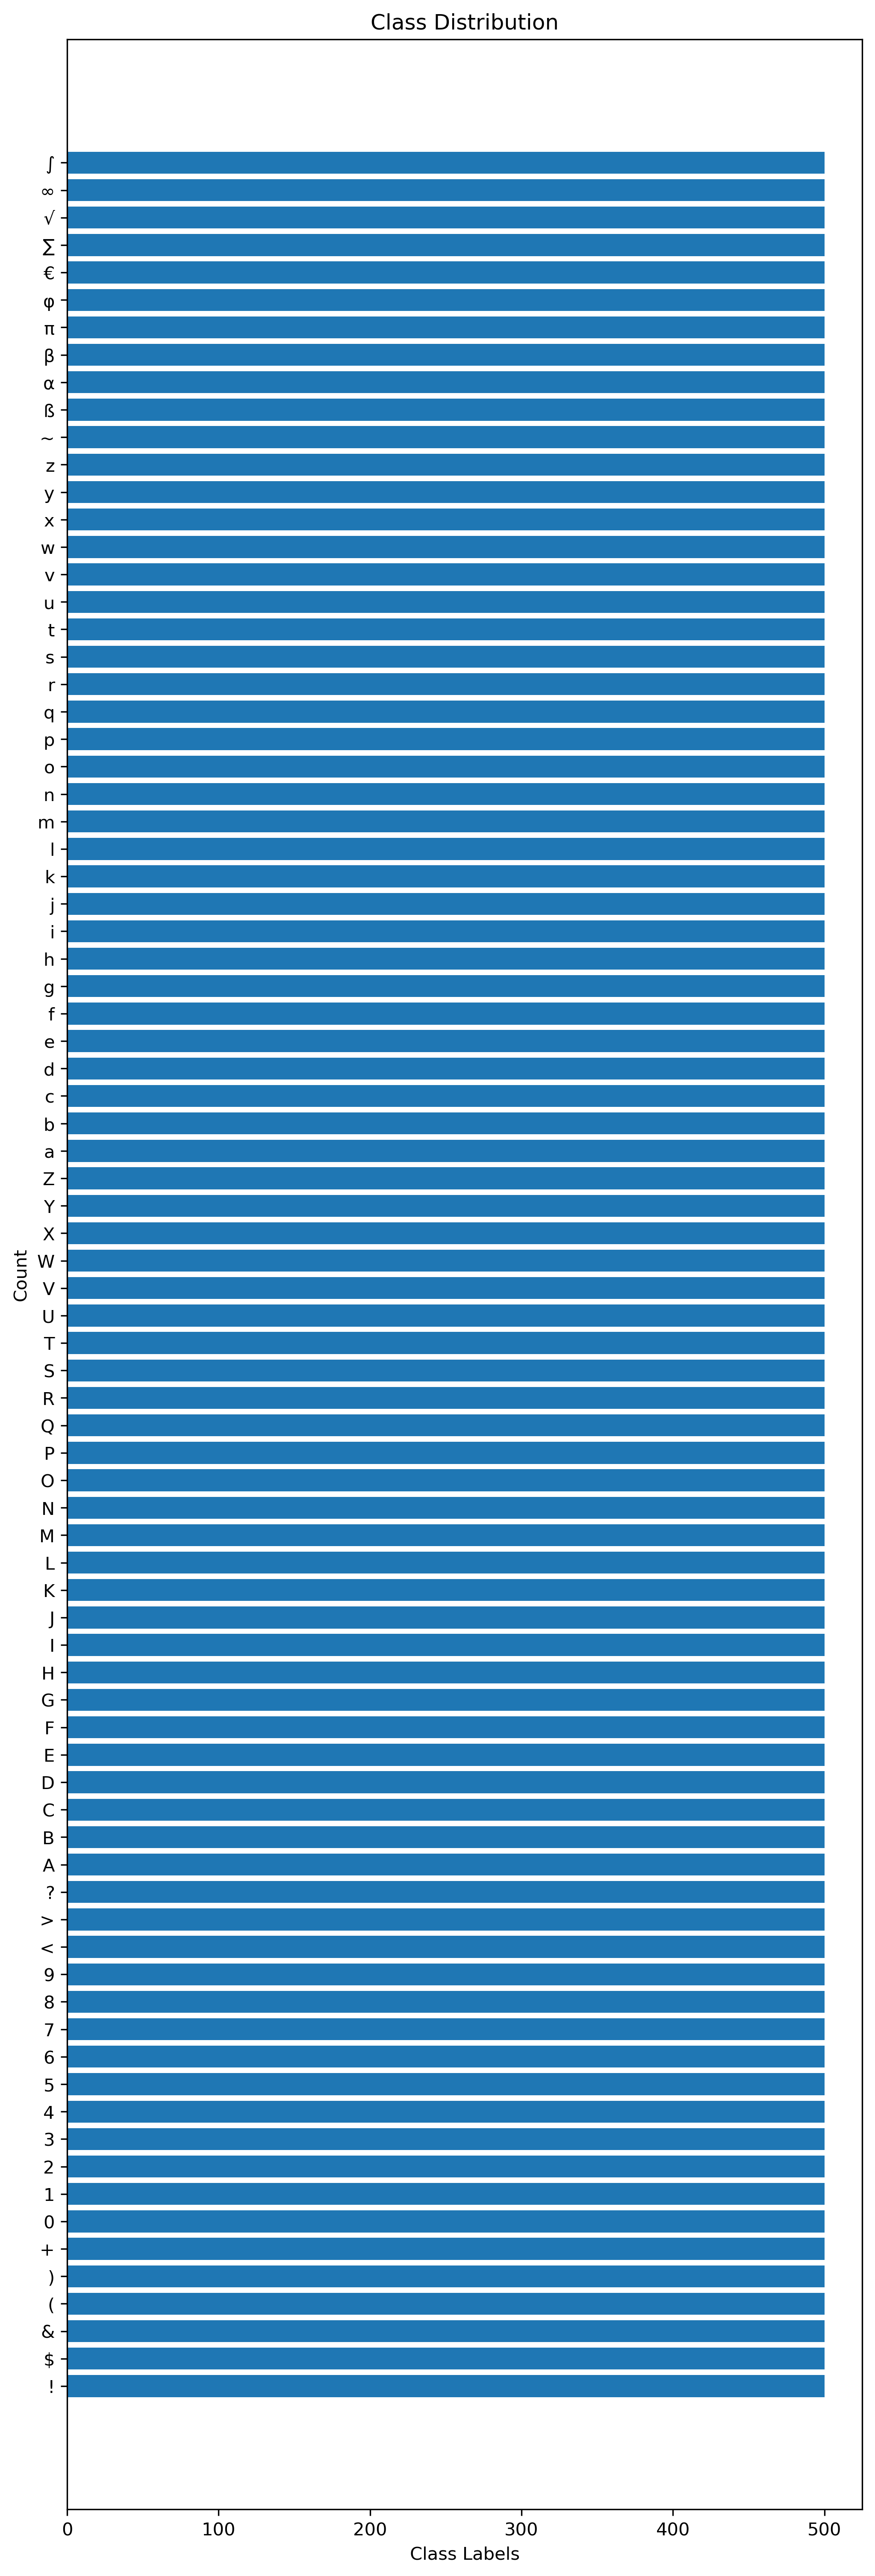 Class Distribution
∫
∞
√
∑
€
φ
π
β
α
ß
~
z
y
x
w
v
u
t
s
r
q
p
o
n
m
l
k
j
i
h
g
f
e
d
c
b
a
Z
Y
X
W
V
U
T
S
R
Q
P
O
N
M
L
K
J
I
H
G
F
E
D
C
B
A
?
>
<
9
8
7
6
5
4
3
2
1
0
+
)
(
&
$
!
Count
0 100 200 300 400 500
Class Labels